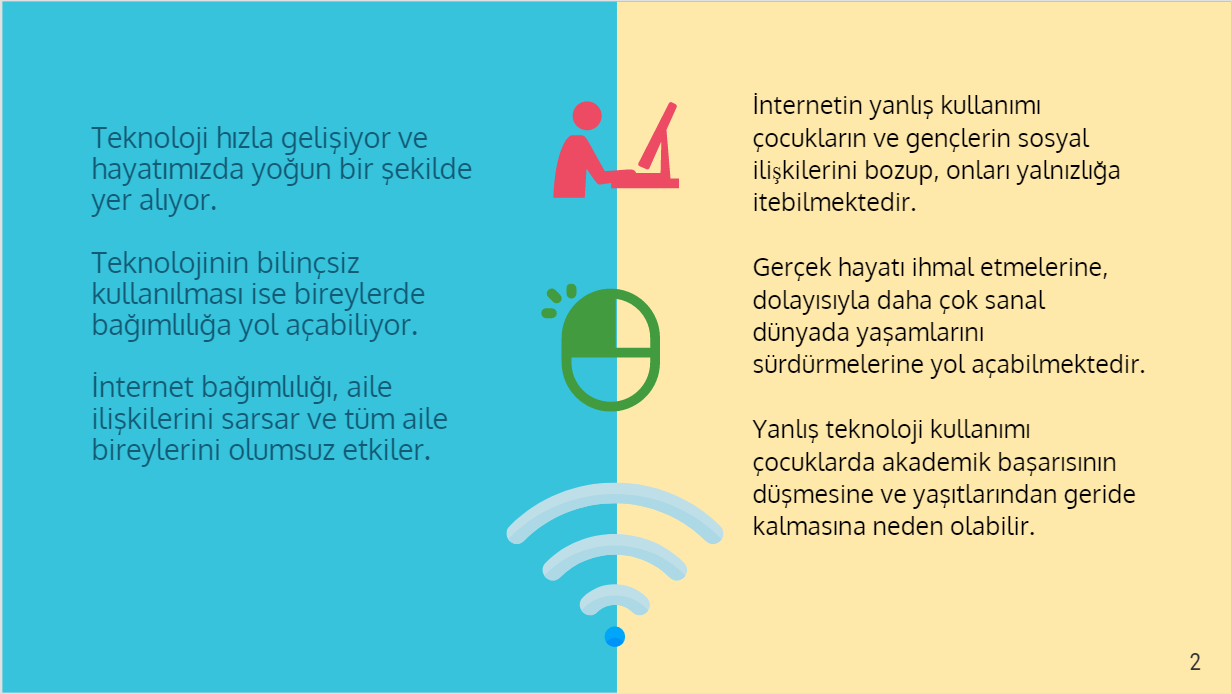 Teknoloji hızla gelişiyor ve
hayatımızda yoğun bir şekilde
yer alıyor.
Teknolojinin bilinçsiz
kullanılması ise bireylerde
bağımlılığa yol açabiliyor.
İnternet bağımlılığı, aile
ilişkilerini sarsar ve tüm aile
bireylerini olumsuz etkiler.
İnternetin yanlış kullanımı
çocukların ve gençlerin sosyal
ilişkilerini bozup, onları yalnızlığa
itebilmektedir.
Gerçek hayatı ihmal etmelerine,
dolayısıyla daha çok sanal
dünyada yaşamlarını
sürdürmelerine yol açabilmektedir.
Yanlış teknoloji kullanımı
çocuklarda akademik başarısının
düşmesine ve yaşıtlarından geride
kalmasına neden olabilir.
2